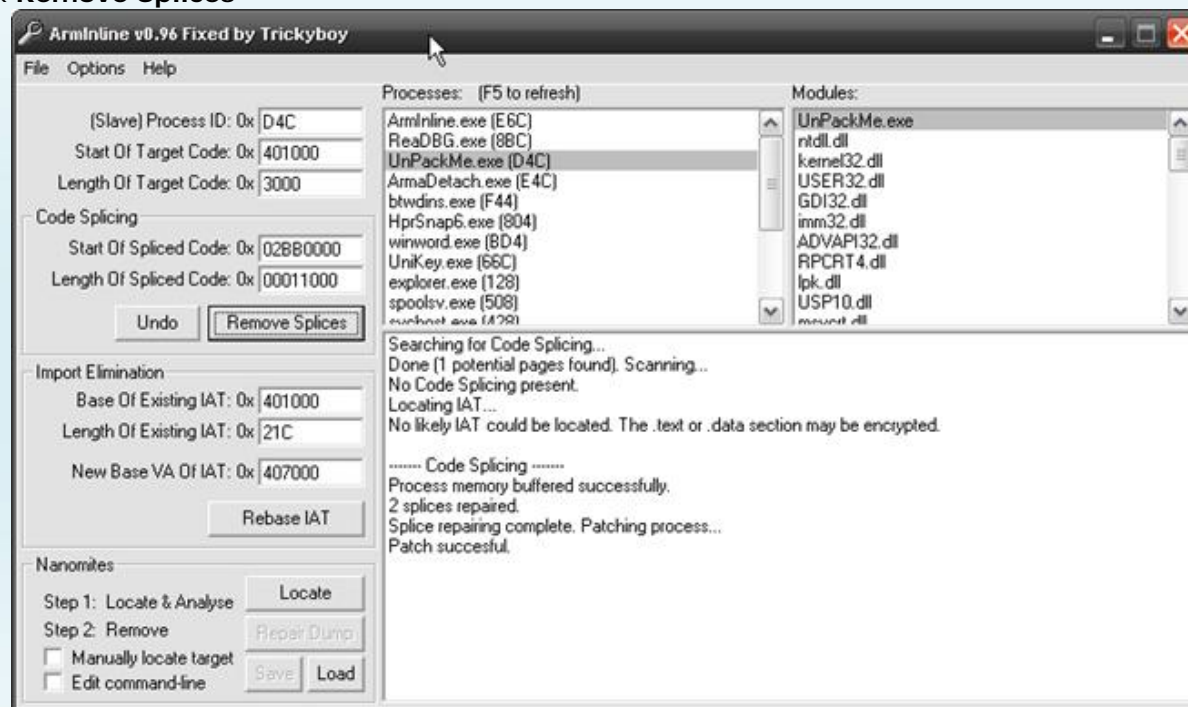 Remove Splices
ArmInline v0.96 Fixed by Trickyboy
File Options Help
(Slave) Process ID: 0x D4C
Start Of Target Code: 0x 401000
Length Of Target Code: 0x 3000
Code Splicing
Start Of Spliced Code: 0x 02BB0000
Length Of Spliced Code: 0x 00011000
Undo Remove Splices
Import Elimination
Base Of Existing IAT: 0x 401000
Length Of Existing IAT: 0x 21C
New Base VA Of IAT: 0x 407000
Rebase IAT
Nanomites
Step 1: Locate & Analyse Locate
Step 2: Remove Repair Dump
Manually locate target
Edit command-line
Save Load
Processes: (F5 to refresh)
ArmInline.exe (E6C)
ReaDBG.exe (8BC)
UnPackMe.exe (D4C)
ArmaDetach.exe (E4C)
btwdins.exe (F44)
HprSnap6.exe (804)
winword.exe (BD4)
UniKey.exe (66C)
explorer.exe (128)
spoolsv.exe (508)
svchost.exe (428)
Modules:
UnPackMe.exe
ntdll.dll
kernel32.dll
USER32.dll
GDI32.dll
imm32.dll
ADVAPI32.dll
RPCRT4.dll
lpk.dll
USP10.dll
msvcrt.dll
Searching for Code Splicing...
Done (1 potential pages found). Scanning...
No Code Splicing present.
Locating IAT...
No likely IAT could be located. The .text or .data section may be encrypted.
------- Code Splicing -------
Process memory buffered successfully.
2 splices repaired.
Splice repairing complete. Patching process...
Patch succesful.